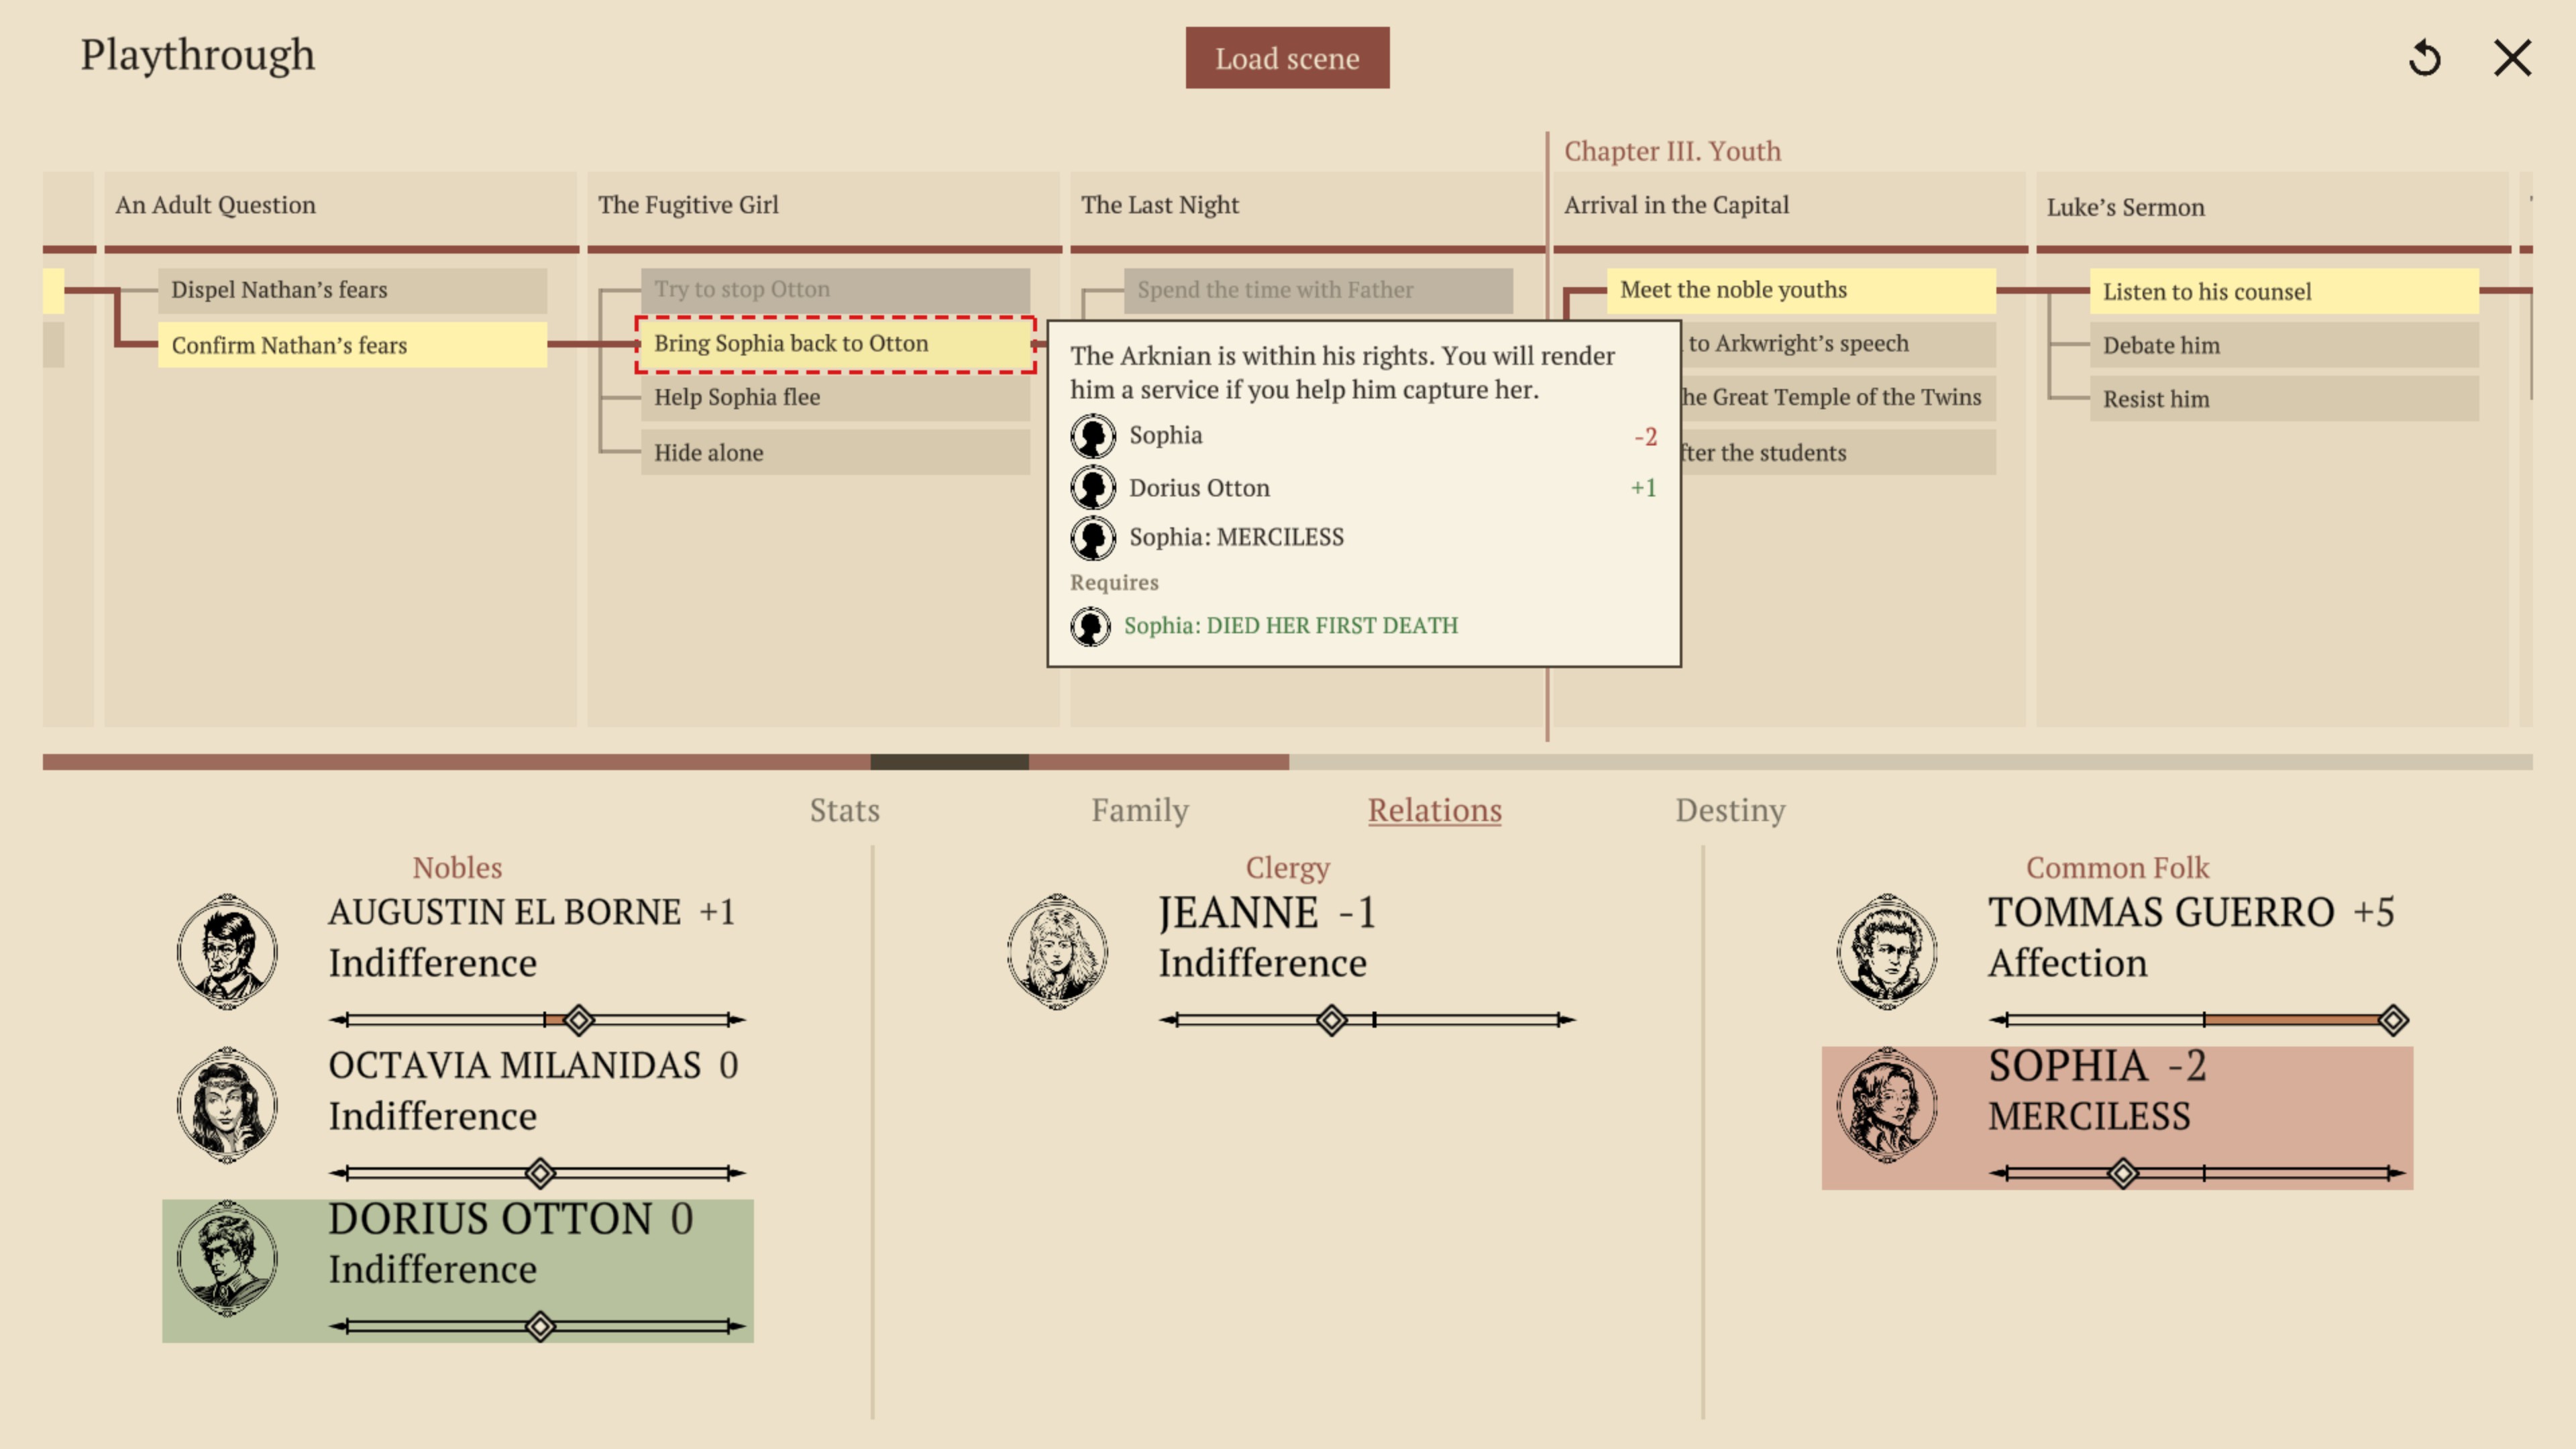 Playthrough
Load scene
Chapter III. Youth
An Adult Question
The Fugitive Girl
The Last Night
Arrival in the Capital
Luke’s Sermon
Dispel Nathan’s fears
Confirm Nathan’s fears
Try to stop Otton
Bring Sophia back to Otton
Help Sophia flee
Hide alone
Spend the time with Father
The Arknian is within his rights. You will render
him a service if you help him capture her.
Sophia -2
Dorius Otton +1
Sophia: MERCILESS
Requires
Sophia: DIED HER FIRST DEATH
Meet the noble youths
to Arkwright’s speech
he Great Temple of the Twins
fter the students
Listen to his counsel
Debate him
Resist him
Stats
Family
Relations
Destiny
Nobles
AUGUSTIN EL BORNE +1
Indifference
OCTAVIA MILANIDAS 0
Indifference
DORIUS OTTON 0
Indifference
Clergy
JEANNE -1
Indifference
Common Folk
TOMMAS GUERRO +5
Affection
SOPHIA -2
MERCILESS